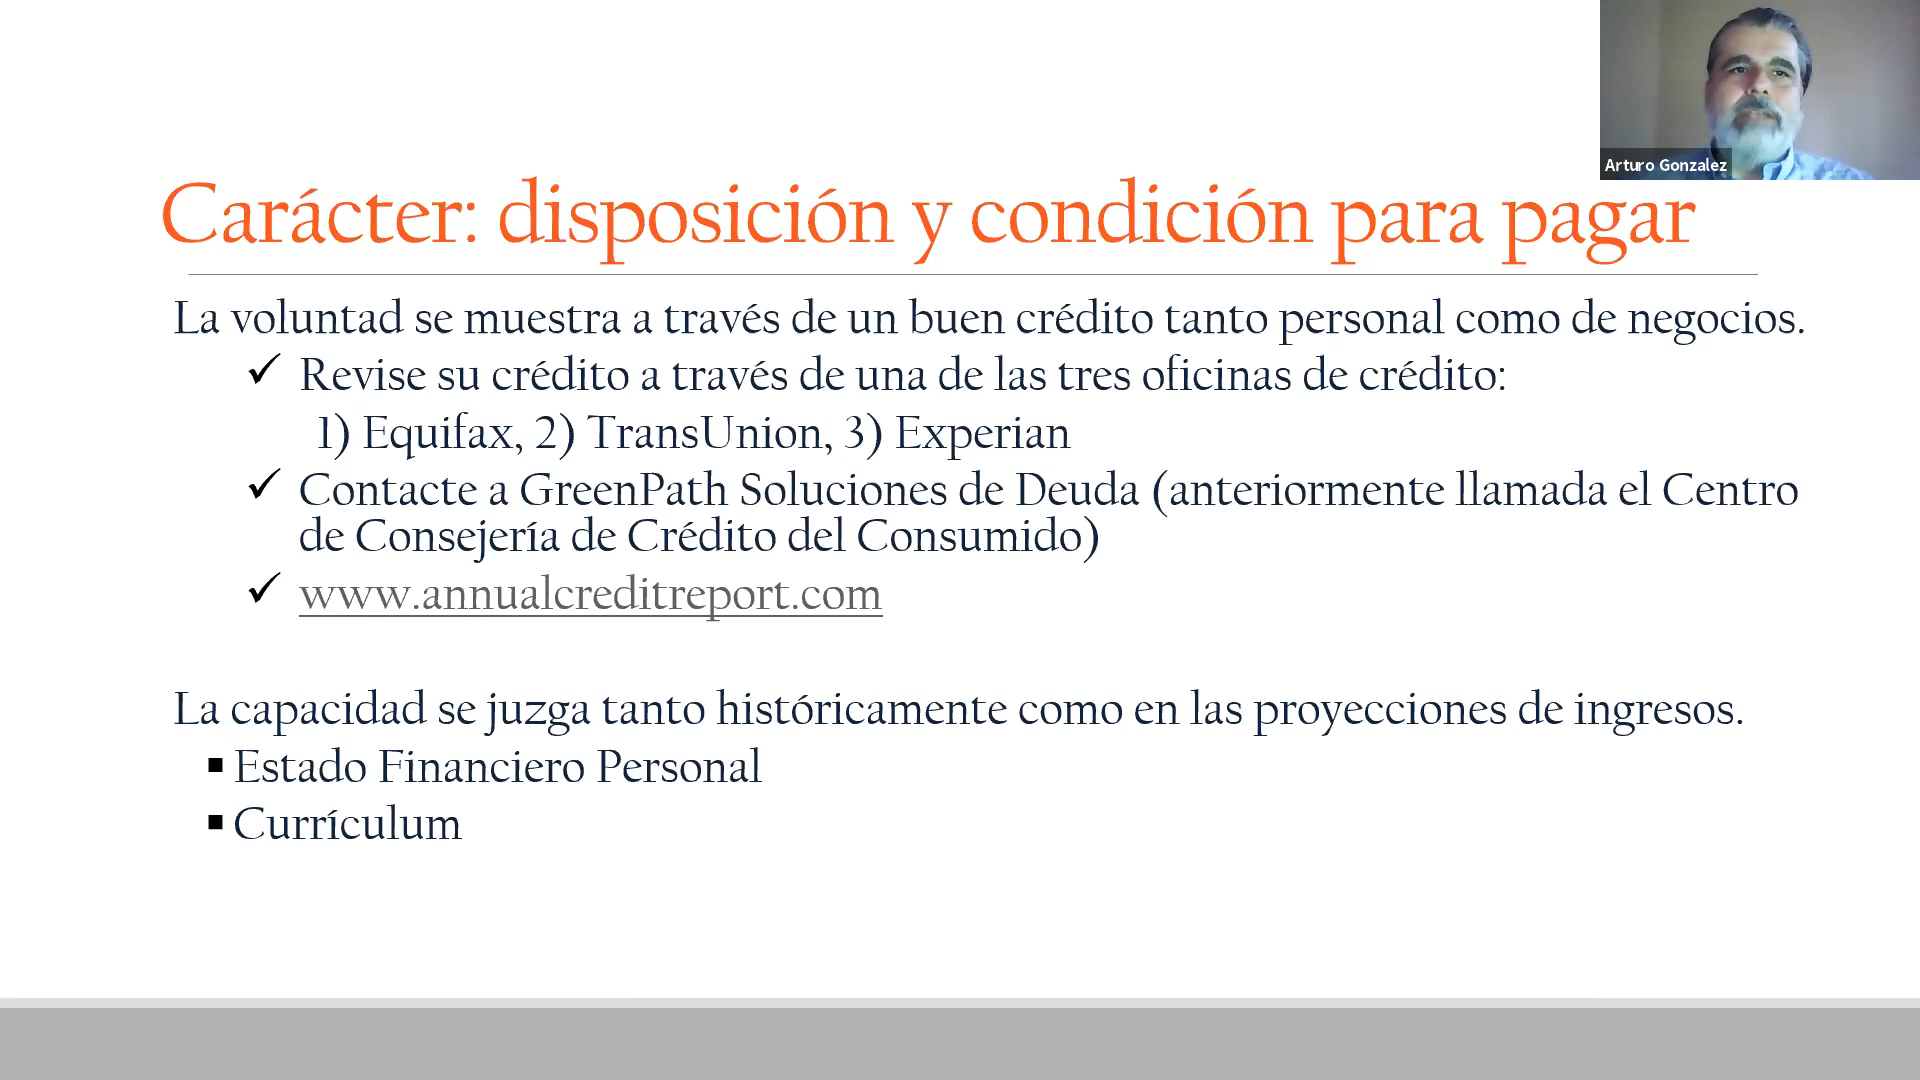 Arturo Gonzalez
Carácter: disposición y condición para pagar
La voluntad se muestra a través de un buen crédito tanto personal como de negocios.
✓ Revise su crédito a través de una de las tres oficinas de crédito:
1) Equifax, 2) TransUnion, 3) Experian
✓ Contacte a GreenPath Soluciones de Deuda (anteriormente llamada el Centro
de Consejería de Crédito del Consumido)
✓ www.annualcreditreport.com
La capacidad se juzga tanto históricamente como en las proyecciones de ingresos.
▪ Estado Financiero Personal
▪ Currículum